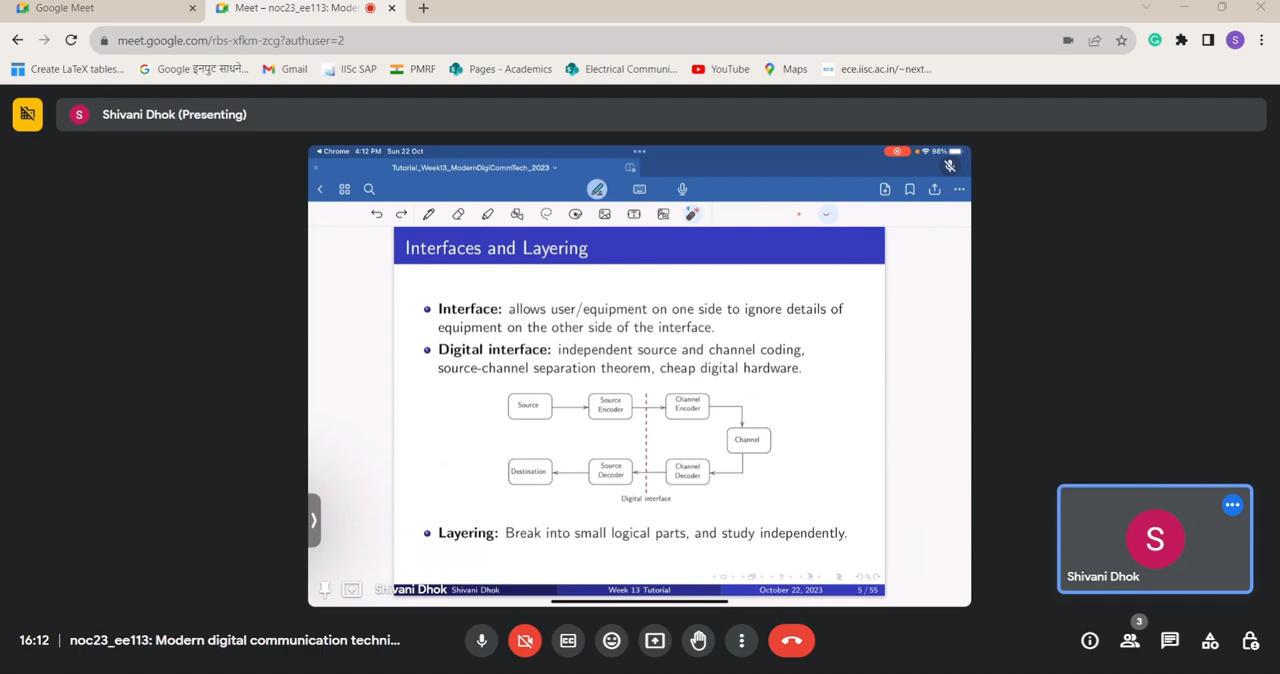 Google Meet
Meet – noc23_ee113: Moder
meet.google.com/rbs-xfkm-zcg?authuser=2
S
Create LaTeX tables...
Google इनपुट साधने...
Gmail
IISc SAP
PMRF
Pages - Academics
Electrical Communi...
YouTube
Maps
ece.iisc.ac.in/~next...
S
Shivani Dhok (Presenting)
Chrome 4:12 PM Sun 22 Oct
98%
Tutorial_Week13_ModernDigiCommTech_2023
Interfaces and Layering
Interface: allows user/equipment on one side to ignore details of
equipment on the other side of the interface.
Digital interface: independent source and channel coding,
source-channel separation theorem, cheap digital hardware.
Source
Source
Encoder
Channel
Encoder
Channel
Destination
Source
Decoder
Channel
Decoder
Digital interface
Layering: Break into small logical parts, and study independently.
Shivani Dhok
Shivani Dhok
Week 13 Tutorial
October 22, 2023
5 / 55
S
Shivani Dhok
16:12 | noc23_ee113: Modern digital communication techni...
3